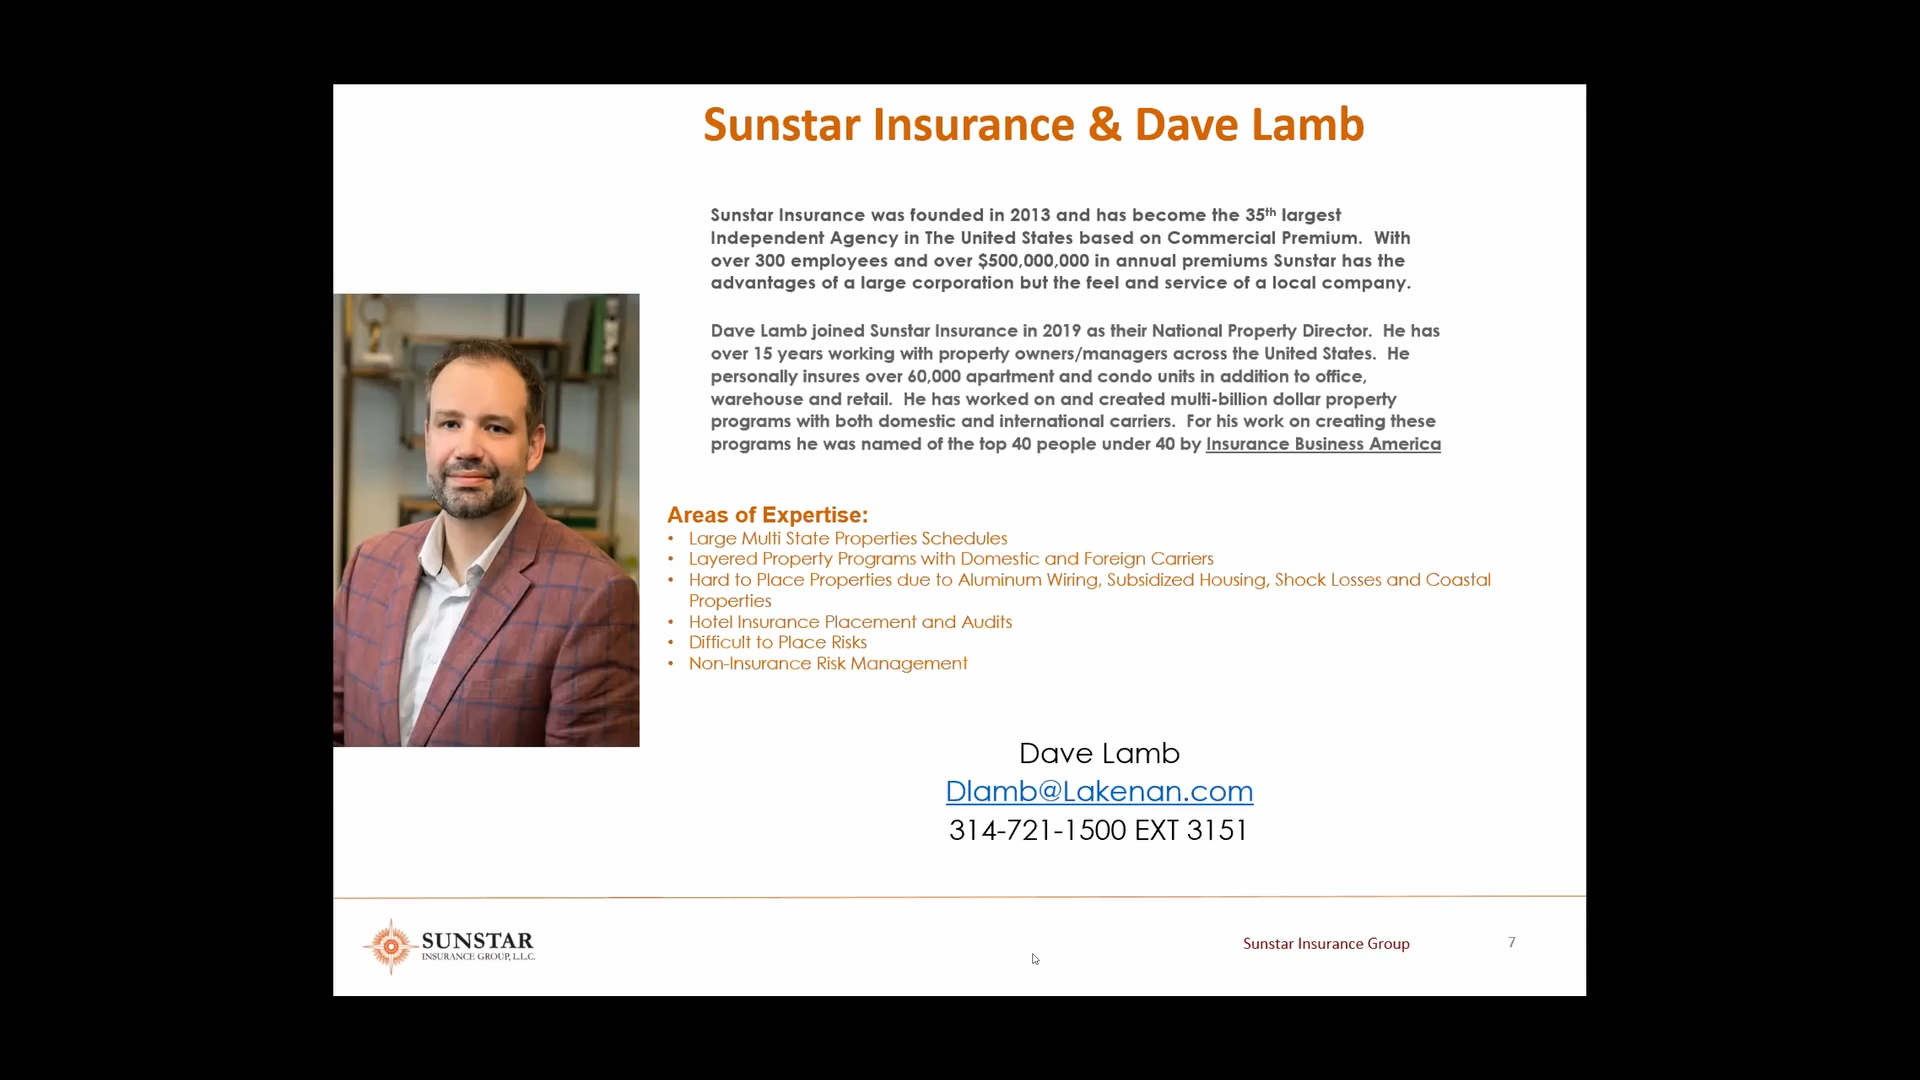 Sunstar Insurance & Dave Lamb
Sunstar Insurance was founded in 2013 and has become the 35th largest
Independent Agency in The United States based on Commercial Premium. With
over 300 employees and over $500,000,000 in annual premiums Sunstar has the
advantages of a large corporation but the feel and service of a local company.
Dave Lamb joined Sunstar Insurance in 2019 as their National Property Director. He has
over 15 years working with property owners/managers across the United States. He
personally insures over 60,000 apartment and condo units in addition to office,
warehouse and retail. He has worked on and created multi-billion dollar property
programs with both domestic and international carriers. For his work on creating these
programs he was named of the top 40 people under 40 by Insurance Business America
Areas of Expertise:
• Large Multi State Properties Schedules
• Layered Property Programs with Domestic and Foreign Carriers
• Hard to Place Properties due to Aluminum Wiring, Subsidized Housing, Shock Losses and Coastal
Properties
• Hotel Insurance Placement and Audits
• Difficult to Place Risks
• Non-Insurance Risk Management
Dave Lamb
Dlamb@Lakenan.com
314-721-1500 EXT 3151
SUNSTAR
INSURANCE GROUP, L.L.C.
Sunstar Insurance Group
7